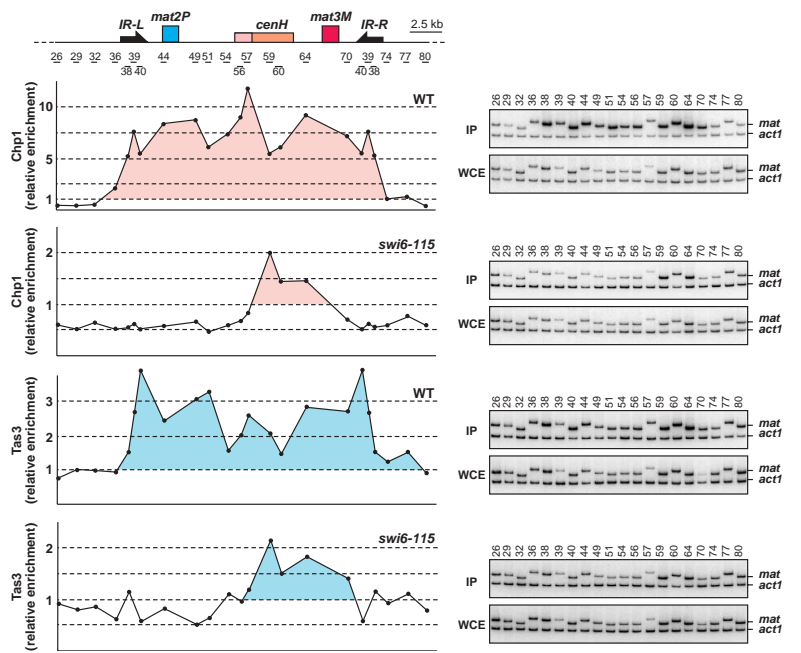 IR-L mat2P cenH mat3M IR-R 2.5 kb
26 29 32 36 39 44 49 51 54 57 59 64 70 39 74 77 80
38 40 56 60 40 38
WT
10
5
1
Chp1
(relative enrichment)
26 29 32 36 38 39 40 44 49 51 54 56 57 59 60 64 70 74 77 80
IP
mat
act1
WCE
mat
act1
swi6-115
2
1
Chp1
(relative enrichment)
26 29 32 36 38 39 40 44 49 51 54 56 57 59 60 64 70 74 77 80
IP
mat
act1
WCE
mat
act1
WT
3
2
1
Tas3
(relative enrichment)
26 29 32 36 38 39 40 44 49 51 54 56 57 59 60 64 70 74 77 80
IP
mat
act1
WCE
mat
act1
swi6-115
2
1
Tas3
(relative enrichment)
26 29 32 36 38 39 40 44 49 51 54 56 57 59 60 64 70 74 77 80
IP
mat
act1
WCE
mat
act1